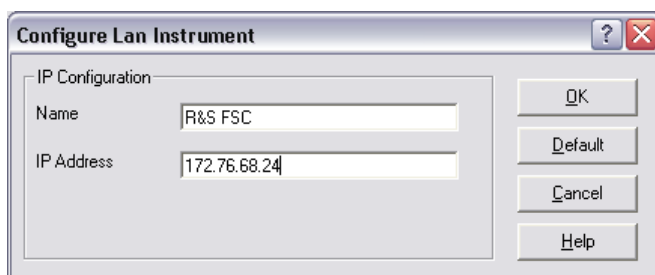 Configure Lan Instrument
?
IP Configuration
Name
R&S FSC
IP Address
172.76.68.24
OK
Default
Cancel
Help